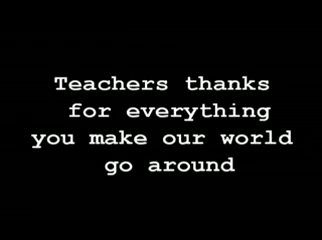 Teachers thanks
for everything
you make our world
go around